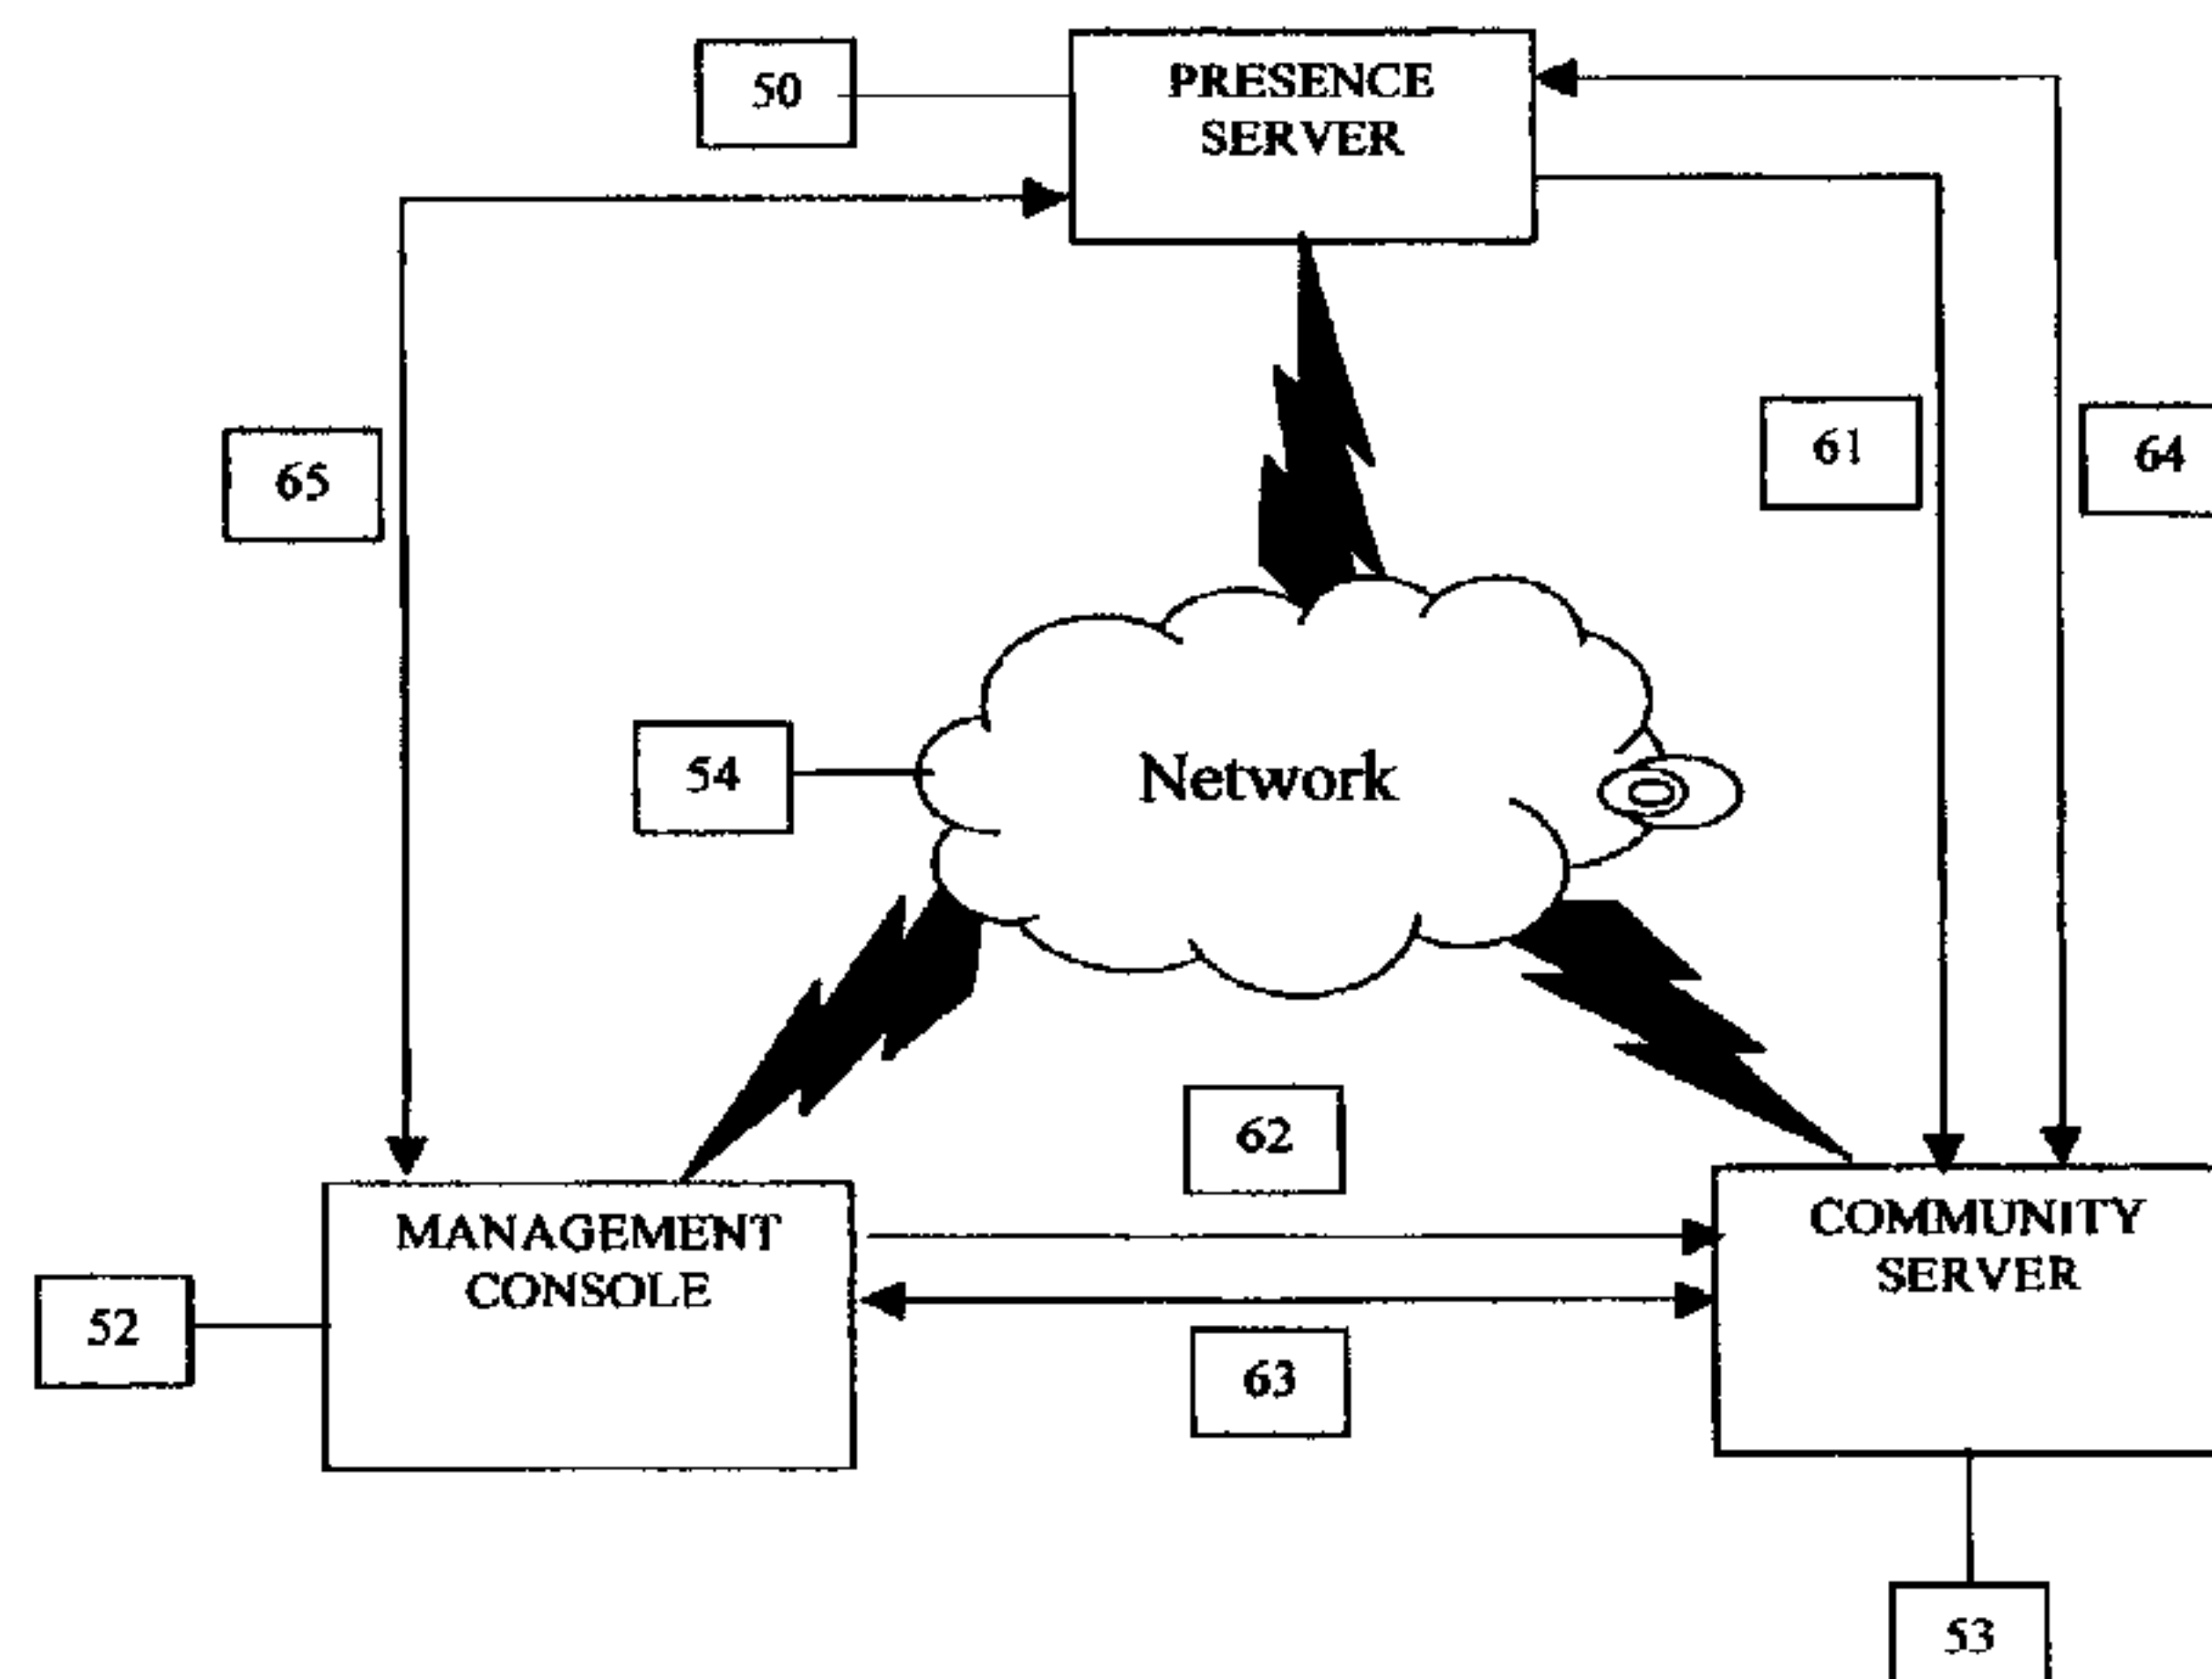 50
PRESENCE
SERVER
65
61
64
54
Network
62
MANAGEMENT
CONSOLE
COMMUNITY
SERVER
52
63
53